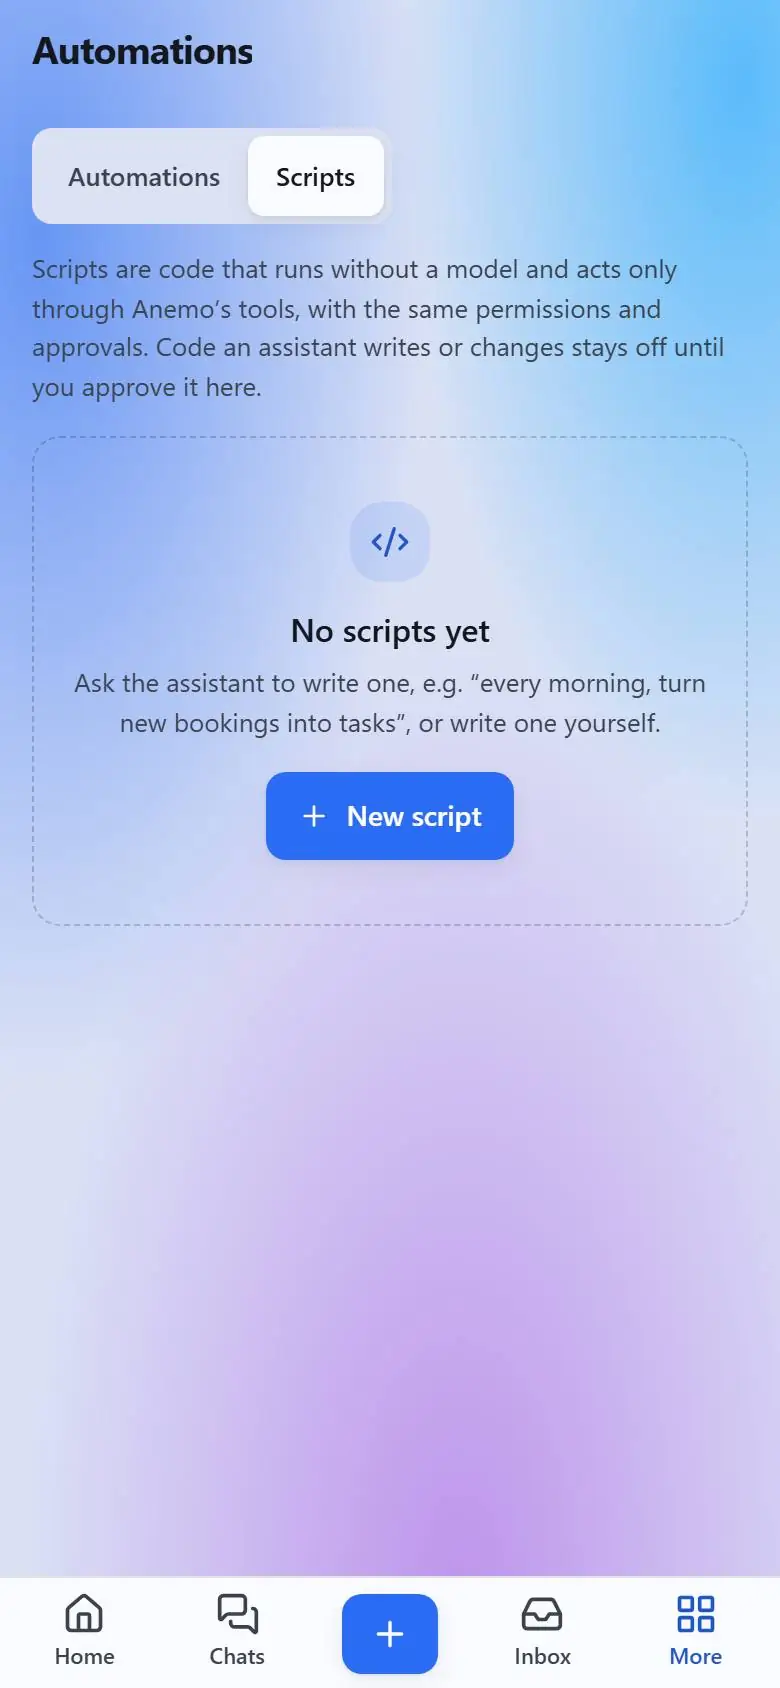 Automations
Automations
Scripts
Scripts are code that runs without a model and acts only
through Anemo’s tools, with the same permissions and
approvals. Code an assistant writes or changes stays off until
you approve it here.
No scripts yet
Ask the assistant to write one, e.g. “every morning, turn
new bookings into tasks”, or write one yourself.
New script
Home
Chats
Inbox
More